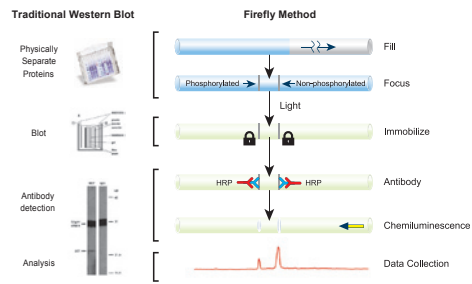 Traditional Western Blot
Firefly Method
Physically
Separate
Proteins
Fill
Phosphorylated
Non-phosphorylated
Focus
Light
Blot
Immobilize
HRP
HRP
Antibody
Antibody
detection
Chemiluminescence
Analysis
Data Collection